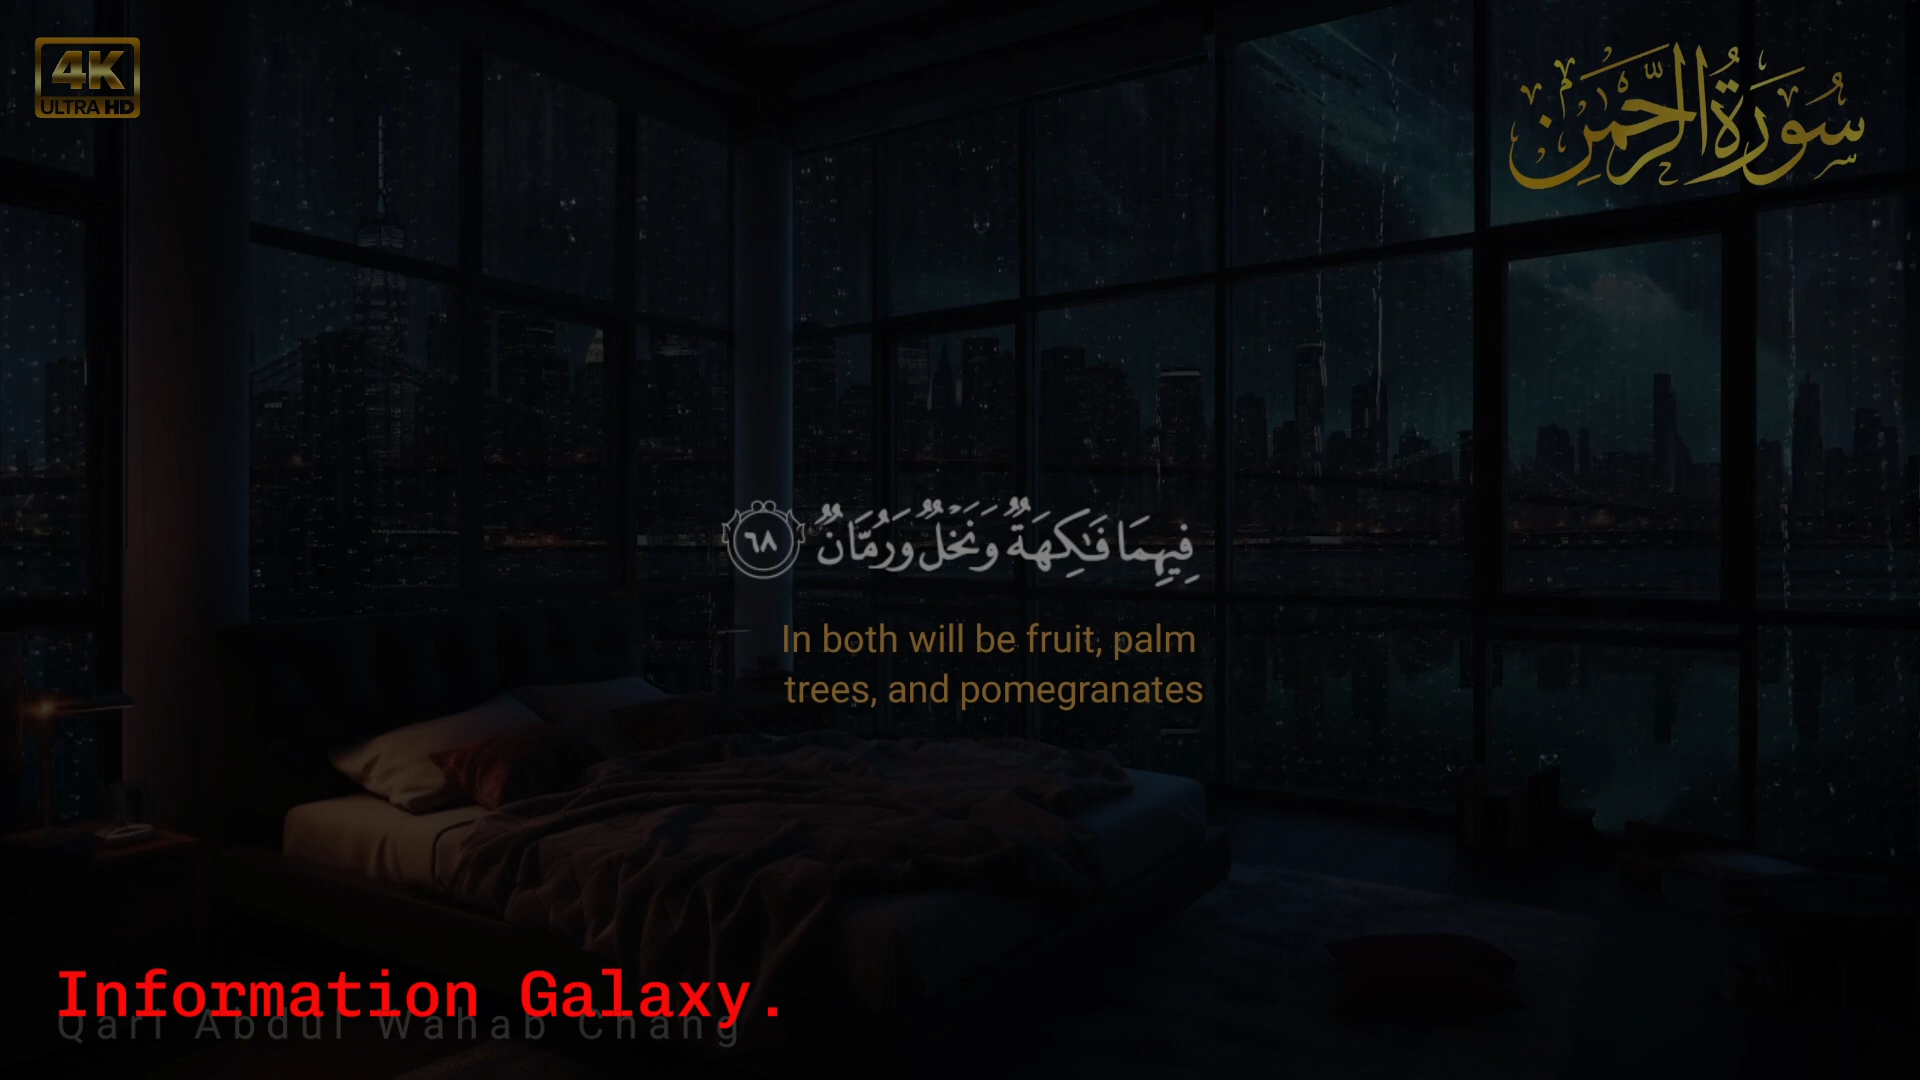 4K
ULTRA HD
سُورَةُ الرَّحْمَٰنِ
فِيهِمَا فَٰكِهَةٌ وَنَخْلٌ وَرُمَّانٌ ٦٨
In both will be fruit, palm
trees, and pomegranates
Information Galaxy.
Qari Abdul Wahab Chang